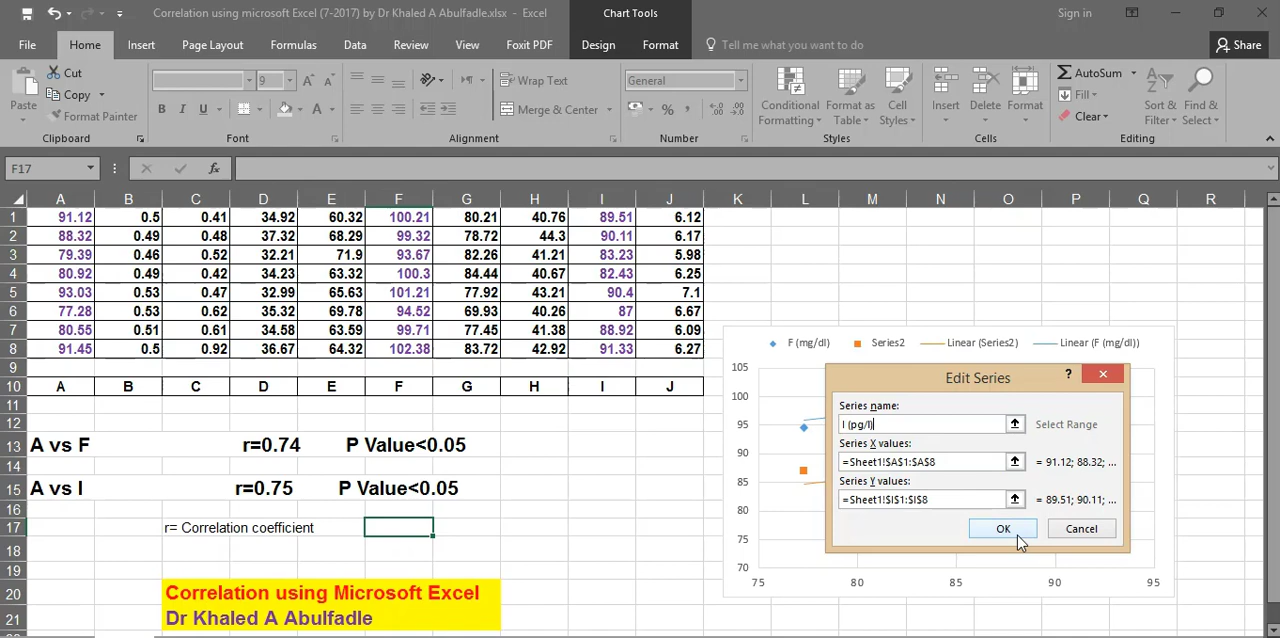 Correlation using microsoft Excel (7-2017) by Dr Khaled A Abulfadle.xlsx - Excel
Chart Tools
Sign in
File Home Insert Page Layout Formulas Data Review View Foxit PDF Design Format Tell me what you want to do Share
Paste
Cut
Copy
Format Painter
9
B I U
A
Wrap Text
Merge & Center
General
%
Conditional Formatting
Format as Table
Cell Styles
Insert
Delete
Format
AutoSum
Fill
Clear
Sort & Filter
Find & Select
Clipboard Font Alignment Number Styles Cells Editing
F17
fx
A B C D E F G H I J K L M N O P Q R
1 91.12 0.5 0.41 34.92 60.32 100.21 80.21 40.76 89.51 6.12
2 88.32 0.49 0.48 37.32 68.29 99.32 78.72 44.3 90.11 6.17
3 79.39 0.46 0.52 32.21 71.9 93.67 82.26 41.21 83.23 5.98
4 80.92 0.49 0.42 34.23 63.32 100.3 84.44 40.67 82.43 6.25
5 93.03 0.53 0.47 32.99 65.63 101.21 77.92 43.21 90.4 7.1
6 77.28 0.53 0.62 35.32 69.78 94.52 69.93 40.26 87 6.67
7 80.55 0.51 0.61 34.58 63.59 99.71 77.45 41.38 88.92 6.09
8 91.45 0.5 0.92 36.67 64.32 102.38 83.72 42.92 91.33 6.27
9
10 A B C D E F G H I J
11
12
13 A vs F r=0.74 P Value<0.05
14
15 A vs I r=0.75 P Value<0.05
16
17 r= Correlation coefficient
18
19
20 Correlation using Microsoft Excel
21 Dr Khaled A Abulfadle
F (mg/dl) Series2 Linear (Series2) Linear (F (mg/dl))
105
100
95
90
85
80
75
70
75 80 85 90 95
Edit Series
?
Series name:
I (pg/l) Select Range
Series X values:
=Sheet1!$A$1:$A$8 = 91.12; 88.32; ...
Series Y values:
=Sheet1!$I$1:$I$8 = 89.51; 90.11; ...
OK Cancel